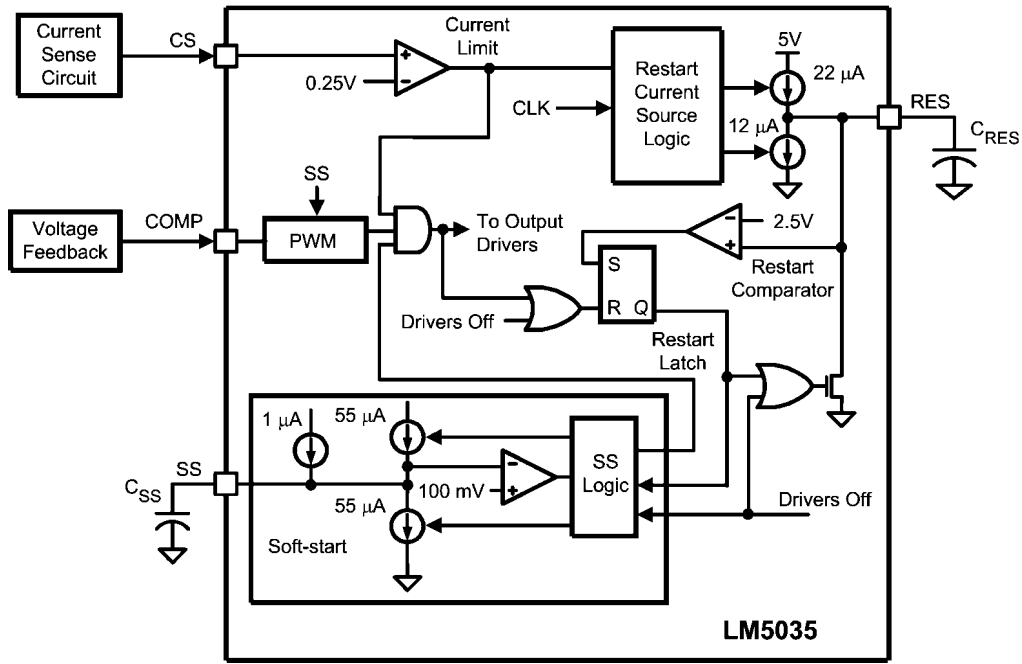 Current
Sense
Circuit
CS
Current
Limit
0.25V
+
−
CLK
Restart
Current
Source
Logic
5V
22 μA
12 μA
RES
CRES
Voltage
Feedback
COMP
SS
PWM
To Output
Drivers
−
+
2.5V
Restart
Comparator
S
R Q
Drivers Off
Restart
Latch
1 μA
55 μA
SS
CSS
100 mV
−
+
SS
Logic
55 μA
Soft-start
Drivers Off
LM5035